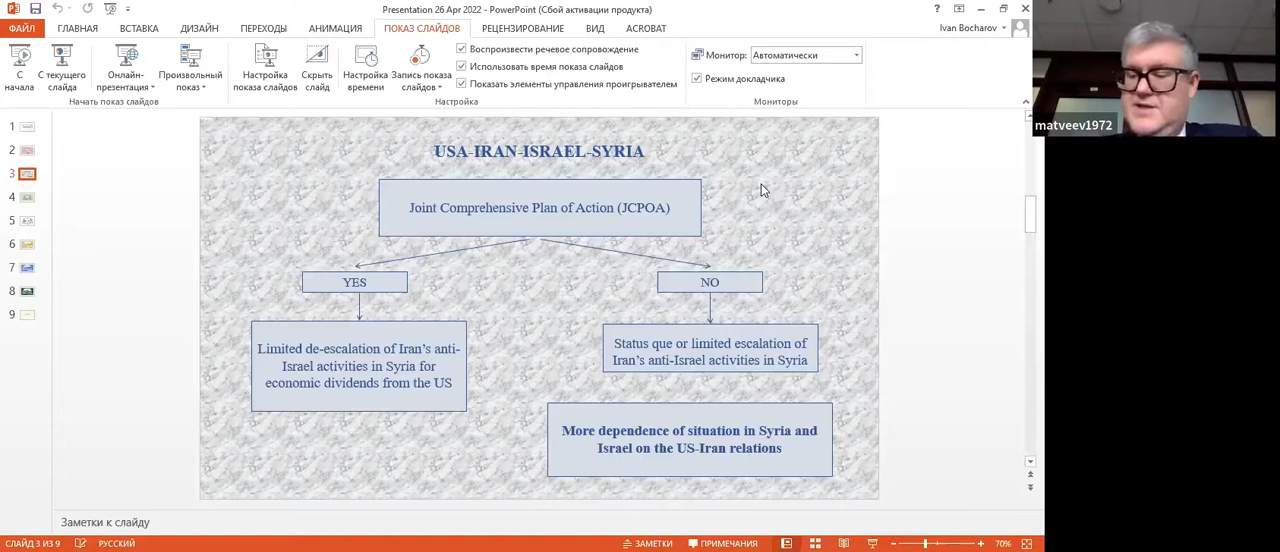 Presentation 26 Apr 2022 - PowerPoint (Сбой активации продукта)
ФАЙЛ ГЛАВНАЯ ВСТАВКА ДИЗАЙН ПЕРЕХОДЫ АНИМАЦИЯ ПОКАЗ СЛАЙДОВ РЕЦЕНЗИРОВАНИЕ ВИД ACROBAT Ivan Bocharov
С начала
С текущего слайда
Онлайн-презентация
Произвольный показ
Начать показ слайдов
Настройка показа слайдов
Скрыть слайд
Настройка времени
Запись показа слайдов
Воспроизвести речевое сопровождение
Использовать время показа слайдов
Показать элементы управления проигрывателем
Настройка
Монитор: Автоматически
Режим докладчика
Мониторы
matveev1972
1
2
3
4
5
6
7
8
9
USA-IRAN-ISRAEL-SYRIA
Joint Comprehensive Plan of Action (JCPOA)
YES
NO
Limited de-escalation of Iran's anti-
Israel activities in Syria for
economic dividends from the US
Status que or limited escalation of
Iran's anti-Israel activities in Syria
More dependence of situation in Syria and
Israel on the US-Iran relations
Заметки к слайду
СЛАЙД 3 ИЗ 9 РУССКИЙ ЗАМЕТКИ ПРИМЕЧАНИЯ 70%